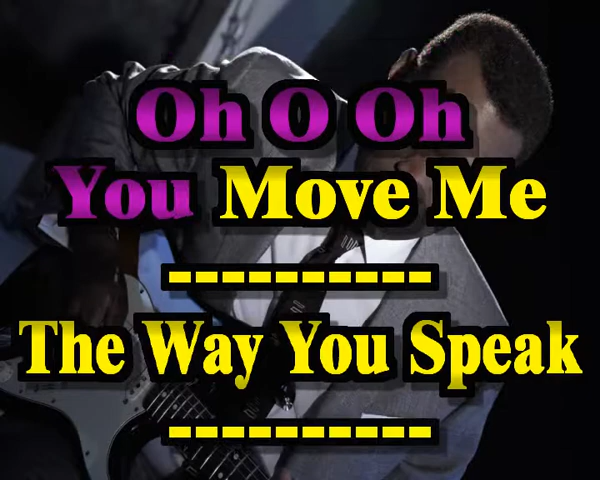 Oh O Oh
You Move Me
----------
The Way You Speak
----------